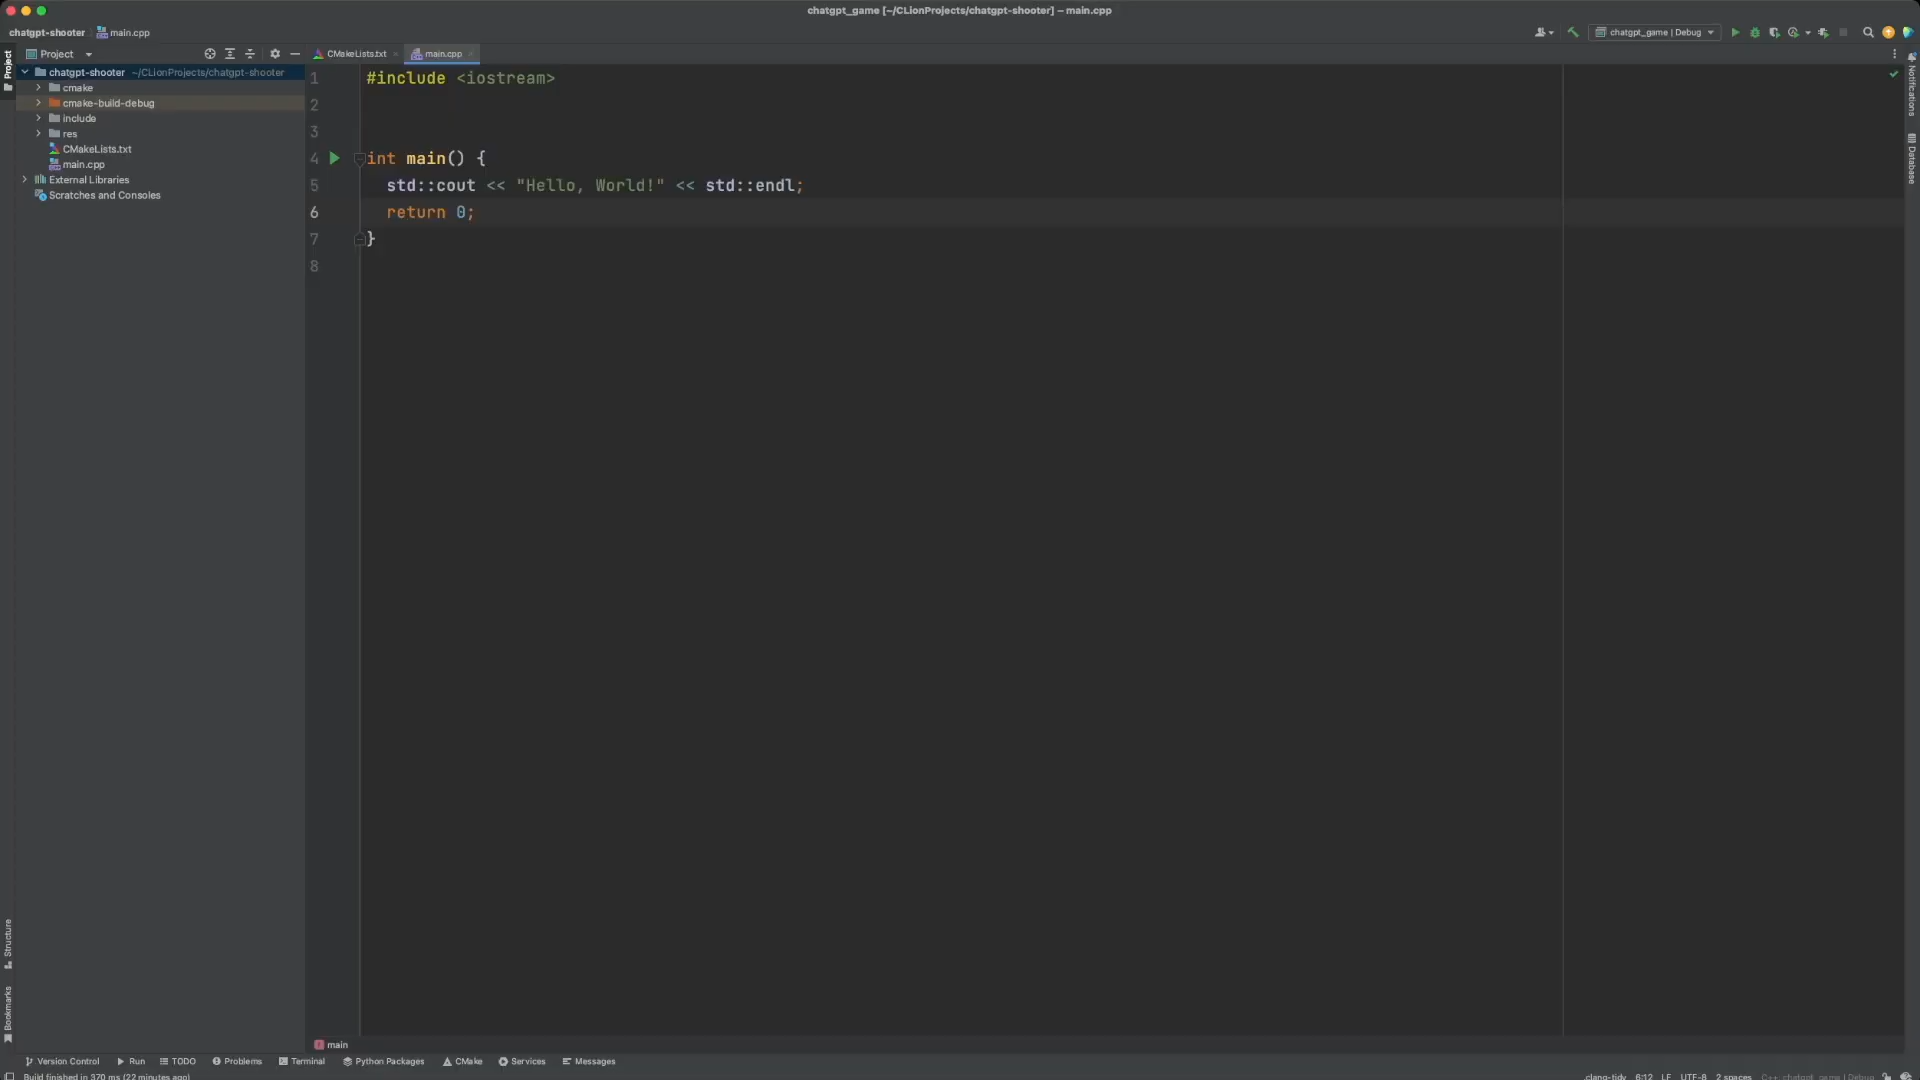 chatgpt_game [~/CLionProjects/chatgpt-shooter] – main.cpp
chatgpt-shooter main.cpp
chatgpt_game | Debug
Project
CMakeLists.txt
main.cpp
chatgpt-shooter ~/CLionProjects/chatgpt-shooter
cmake
cmake-build-debug
include
res
CMakeLists.txt
main.cpp
External Libraries
Scratches and Consoles
1 #include <iostream>
2
3
4 int main() {
5 std::cout << "Hello, World!" << std::endl;
6 return 0;
7 }
8
Project
Structure
Bookmarks
Notifications
Database
main
Version Control Run TODO Problems Terminal Python Packages CMake Services Messages
Build finished in 370 ms (22 minutes ago)
.clang-tidy 6:12 LF UTF-8 2 spaces C++: chatgpt_game | Debug